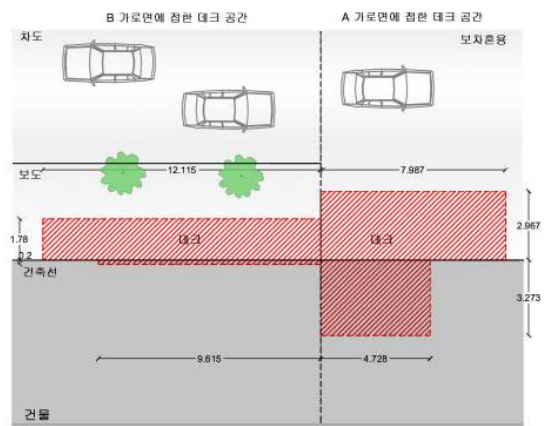 B 가로면에 접한 데크 공간
A 가로면에 접한 데크 공간
차도
보차혼용
보도
12.115
7.987
1.78
데크
데크
2.967
0.2
건축선
3.273
9.615
4.728
건물